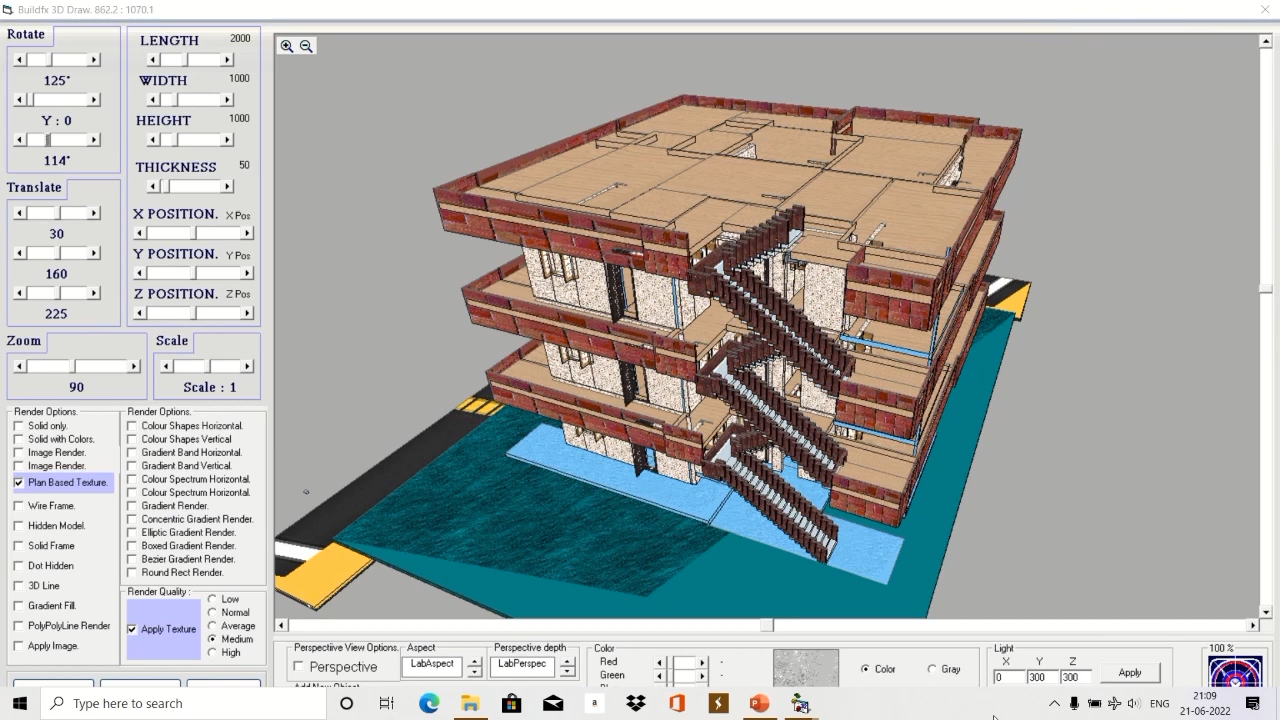 Buildfx 3D Draw. 862.2 : 1070.1
Rotate
125°
Y : 0
114°
Translate
30
160
225
LENGTH 2000
WIDTH 1000
HEIGHT 1000
THICKNESS 50
X POSITION. X Pos
Y POSITION. Y Pos
Z POSITION. Z Pos
Zoom
90
Scale
Scale : 1
Render Options.
Solid only.
Solid with Colors.
Image Render.
Image Render.
Plan Based Texture.
Wire Frame.
Hidden Model.
Solid Frame
Dot Hidden
3D Line
Gradient Fill.
PolyPolyLine Render
Apply Image.
Render Options.
Colour Shapes Horizontal.
Colour Shapes Vertical
Gradient Band Horizontal.
Gradient Band Vertical.
Colour Spectrum Horizontal.
Colour Spectrum Horizontal.
Gradient Render.
Concentric Gradient Render.
Elliptic Gradient Render.
Boxed Gradient Render.
Bezier Gradient Render.
Round Rect Render.
Render Quality :
Apply Texture
Low
Normal
Average
Medium
High
Perspective View Options.
Perspective
Aspect
LabAspect
Perspective depth
LabPerspec
Color
Red
Green
Color
Gray
Light
X Y Z
0 300 300
Apply
100 %
Type here to search
a
ENG
21:09
21-06-2022